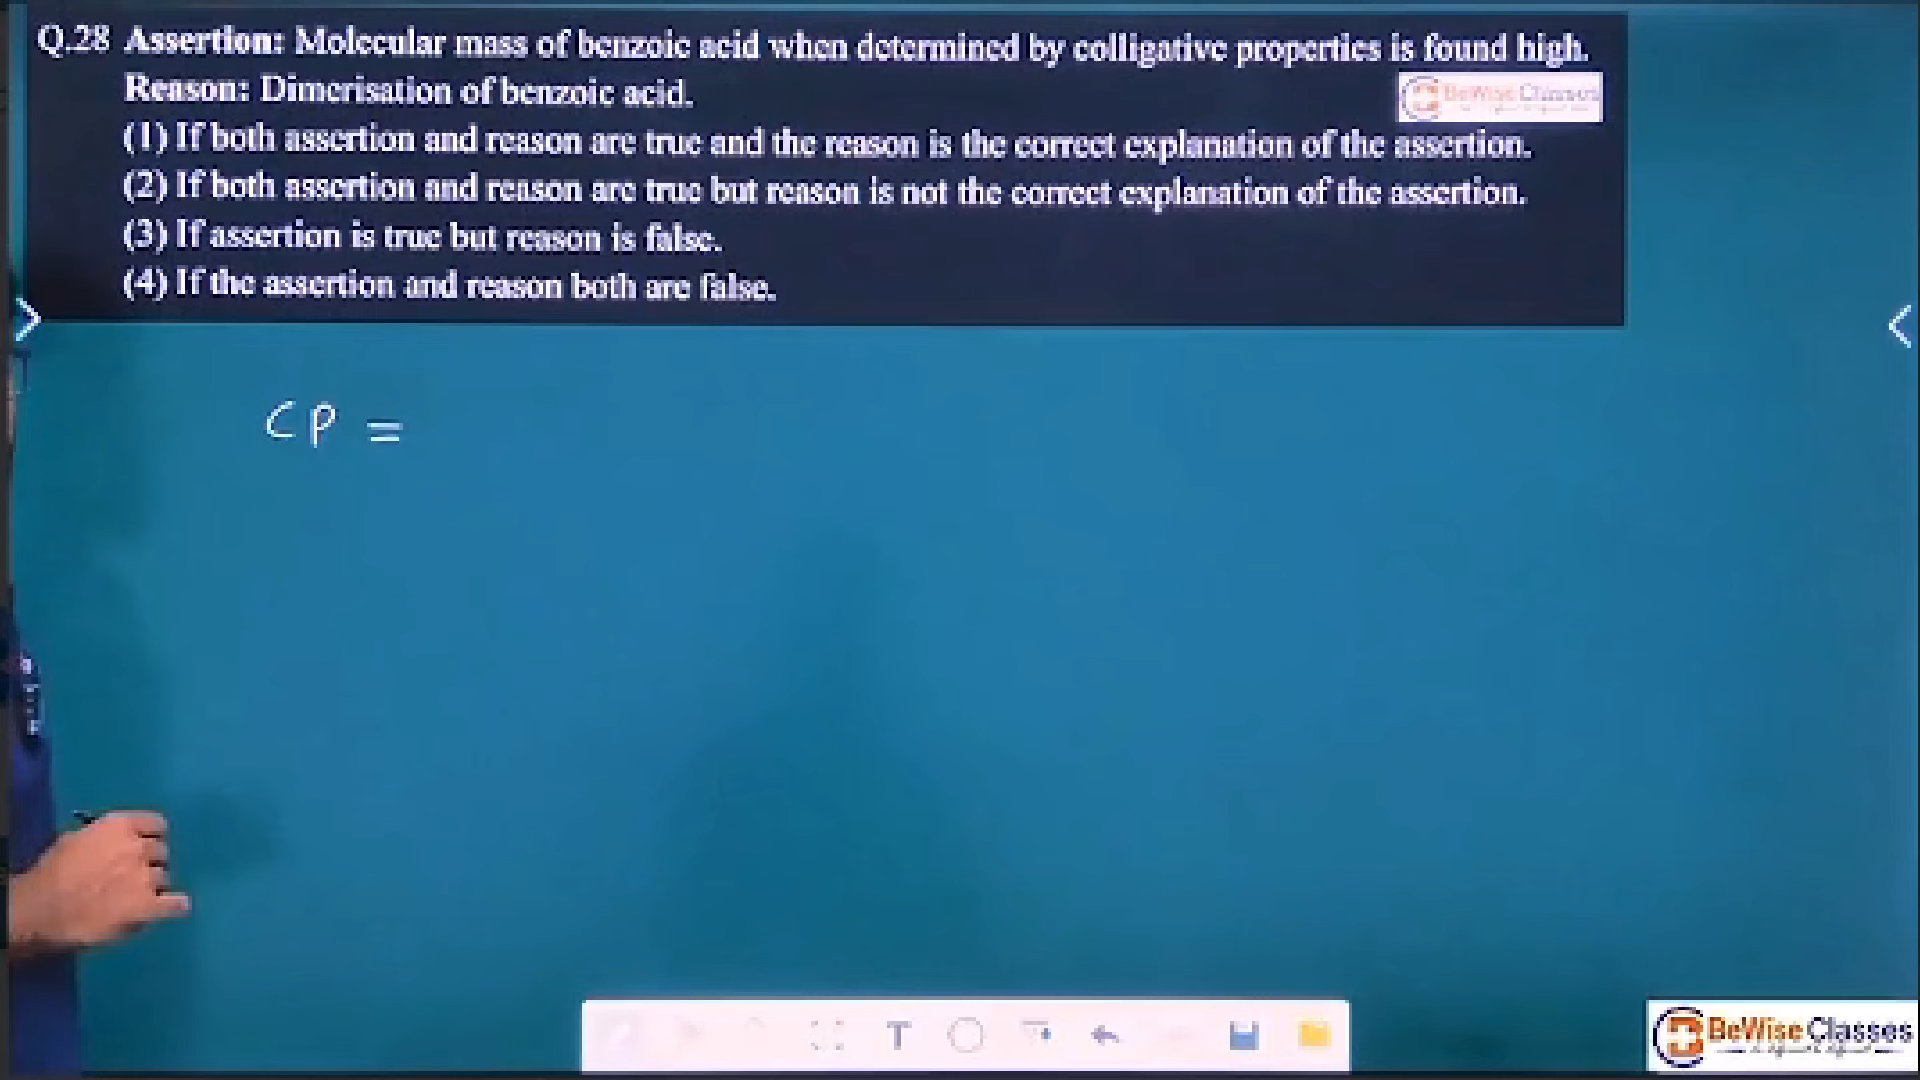 Q.28 Assertion: Molecular mass of benzoic acid when determined by colligative properties is found high.
Reason: Dimerisation of benzoic acid.
BeWise Classes
(1) If both assertion and reason are true and the reason is the correct explanation of the assertion.
(2) If both assertion and reason are true but reason is not the correct explanation of the assertion.
(3) If assertion is true but reason is false.
(4) If the assertion and reason both are false.
CP =
T
BeWise Classes